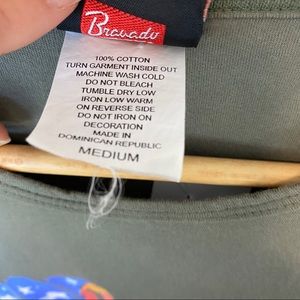 Bravado
100% COTTON
TURN GARMENT INSIDE OUT
MACHINE WASH COLD
DO NOT BLEACH
TUMBLE DRY LOW
IRON LOW WARM
ON REVERSE SIDE
DO NOT IRON ON
DECORATION
MADE IN
DOMINICAN REPUBLIC
MEDIUM